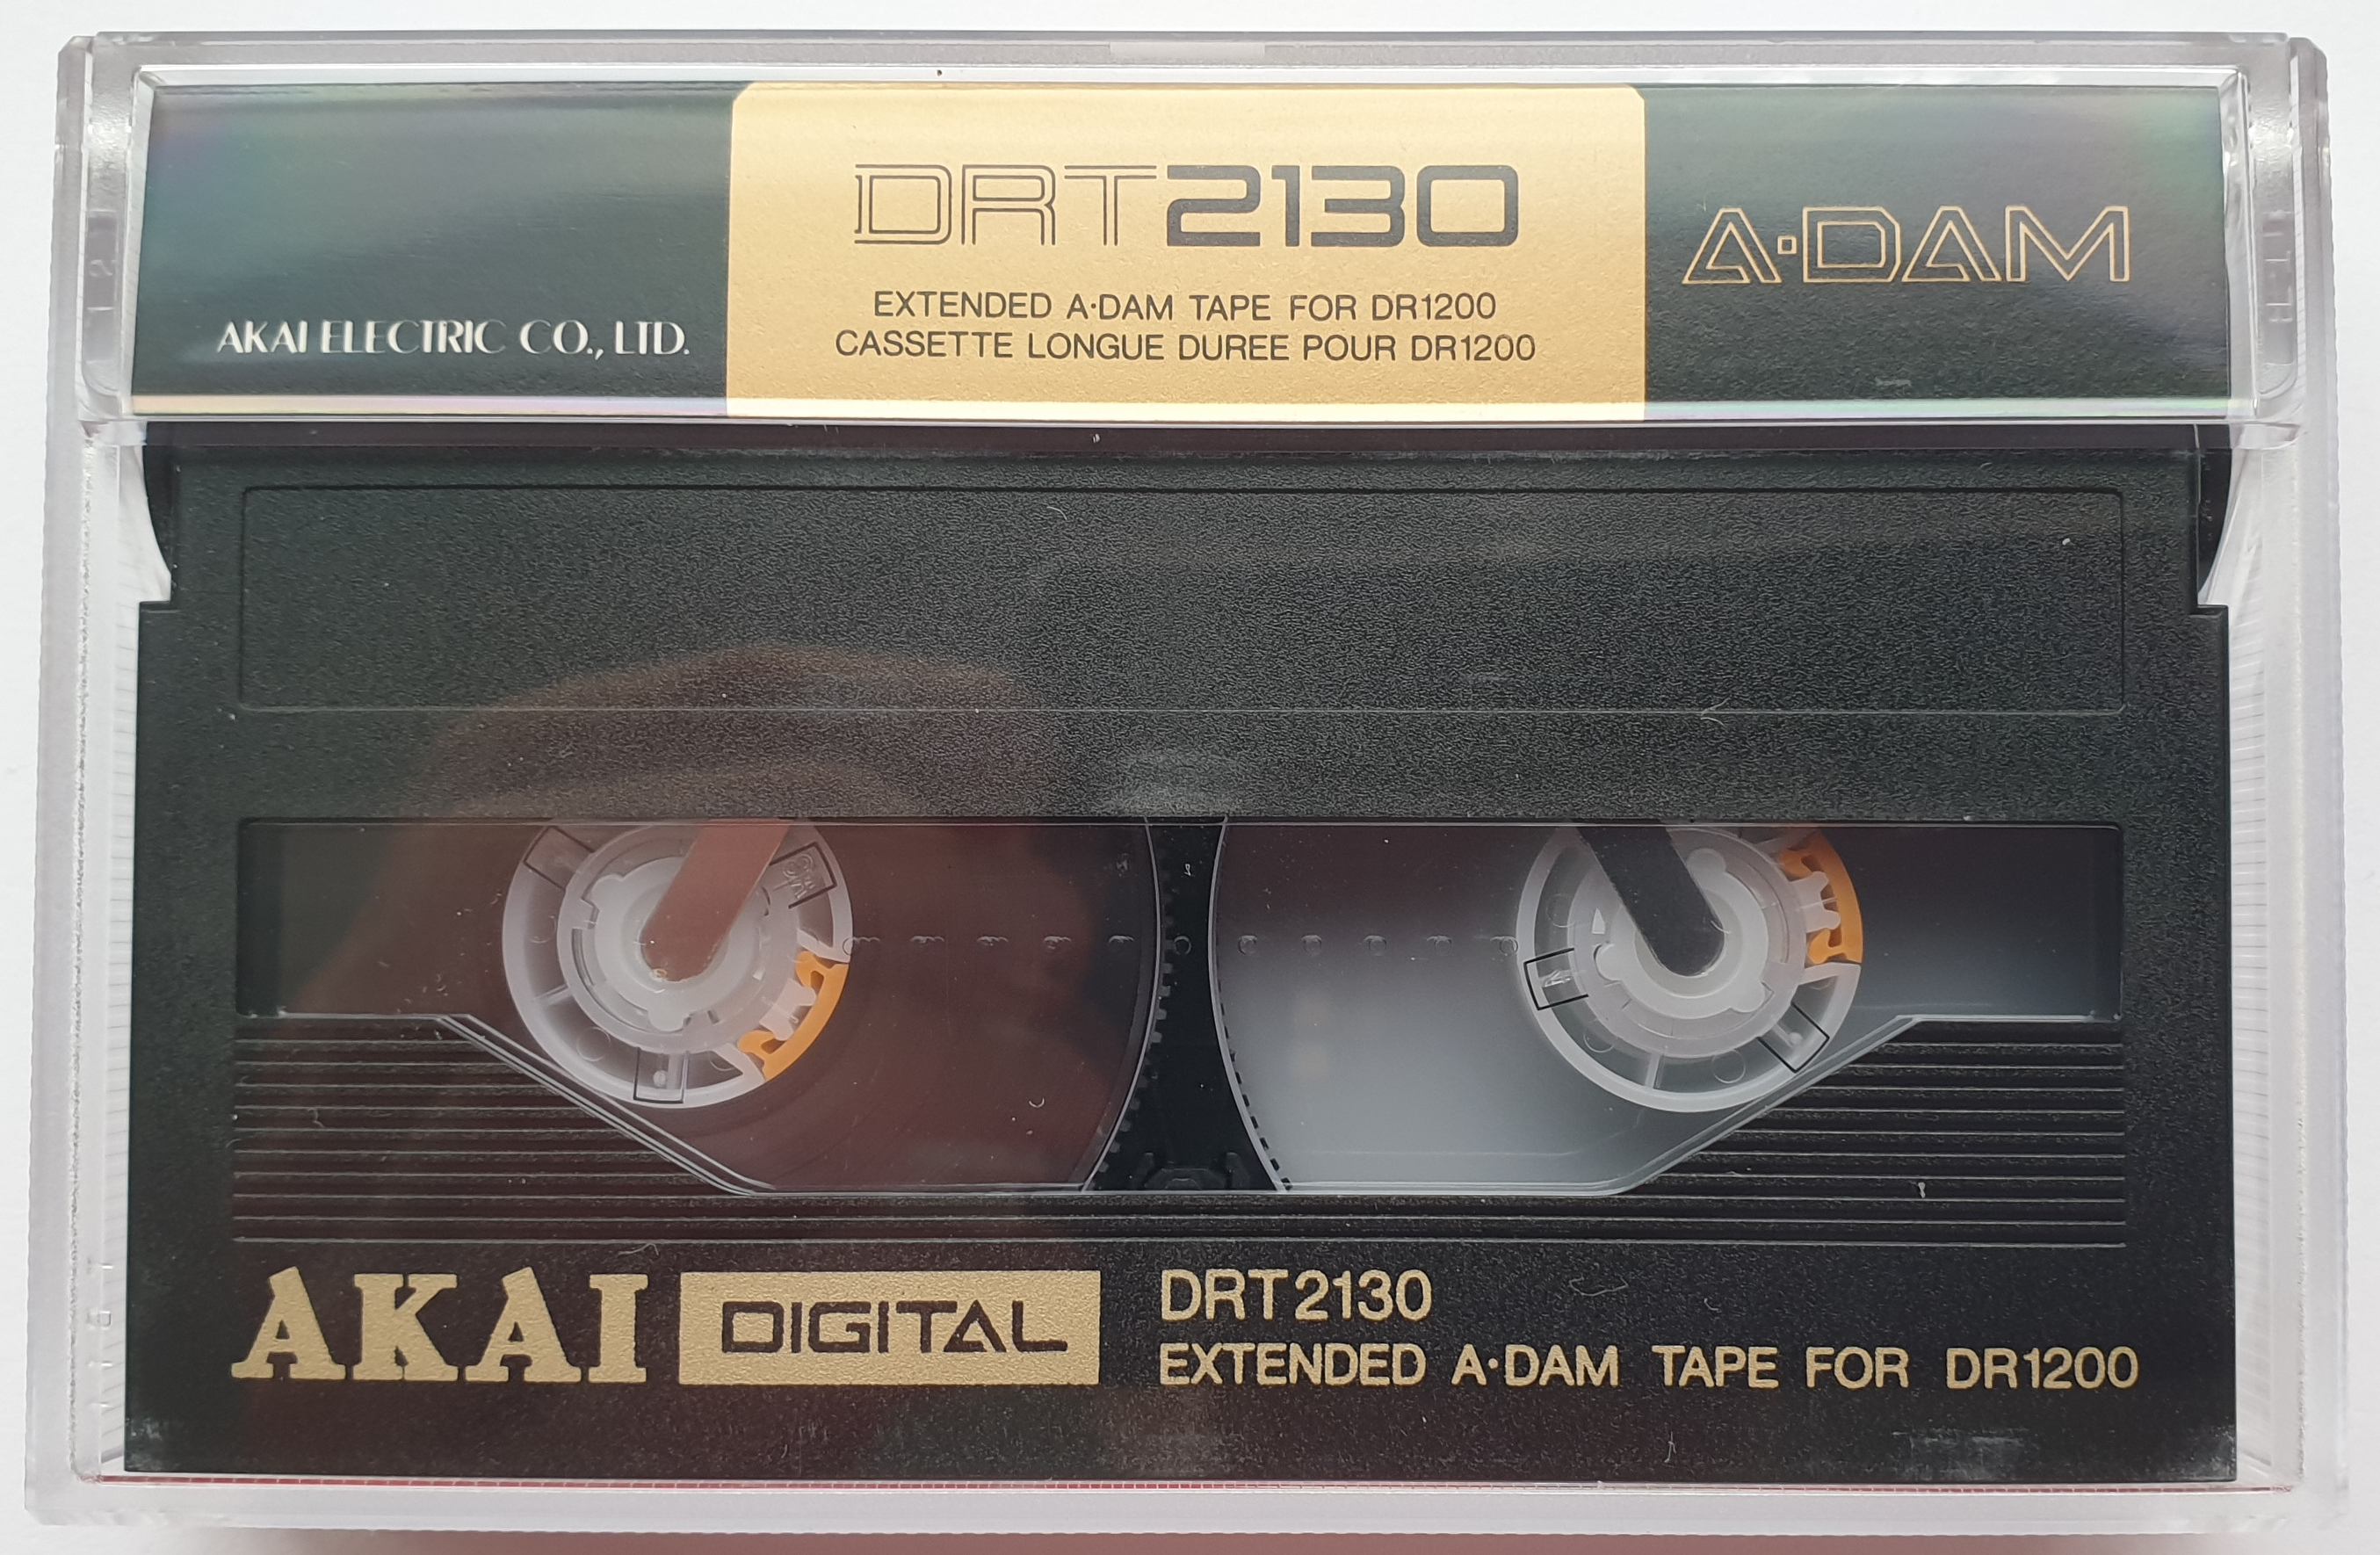 DRT2130
A·DAM
EXTENDED A·DAM TAPE FOR DR1200
AKAI ELECTRIC CO., LTD.
CASSETTE LONGUE DUREE POUR DR1200
AKAI DIGITAL
DRT2130
EXTENDED A·DAM TAPE FOR DR1200